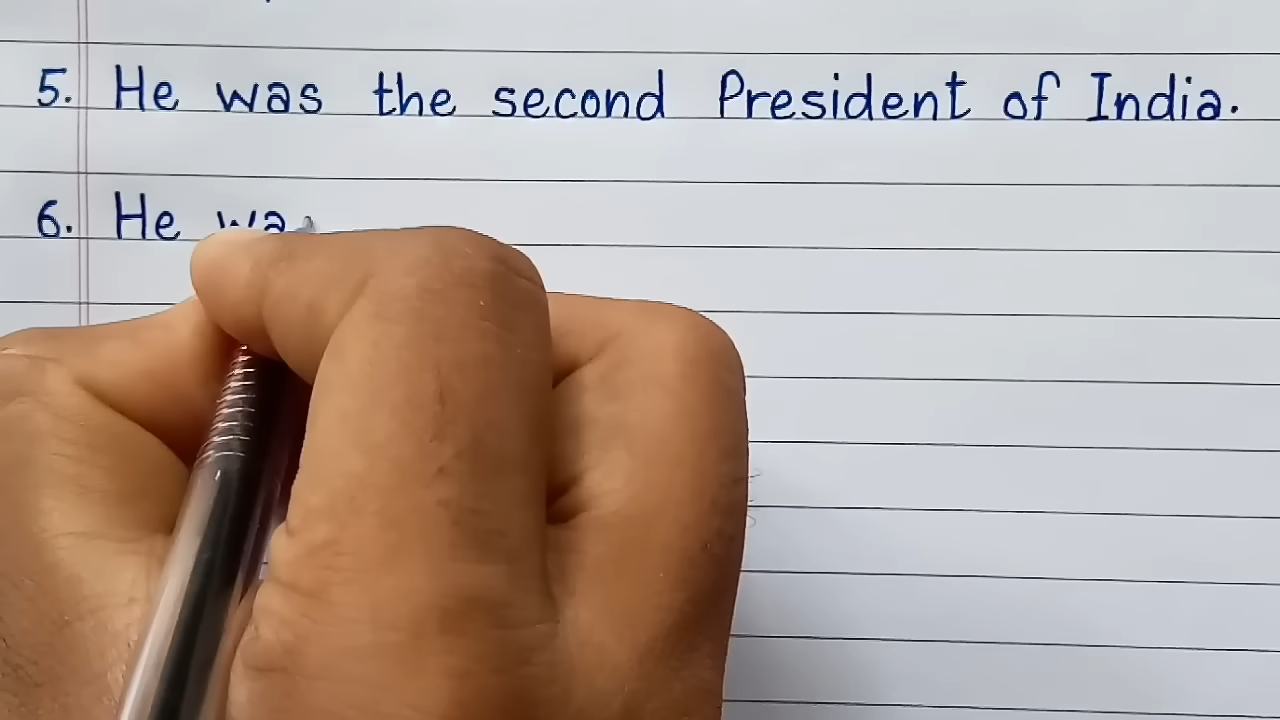 5. He was the second President of India.
6. He